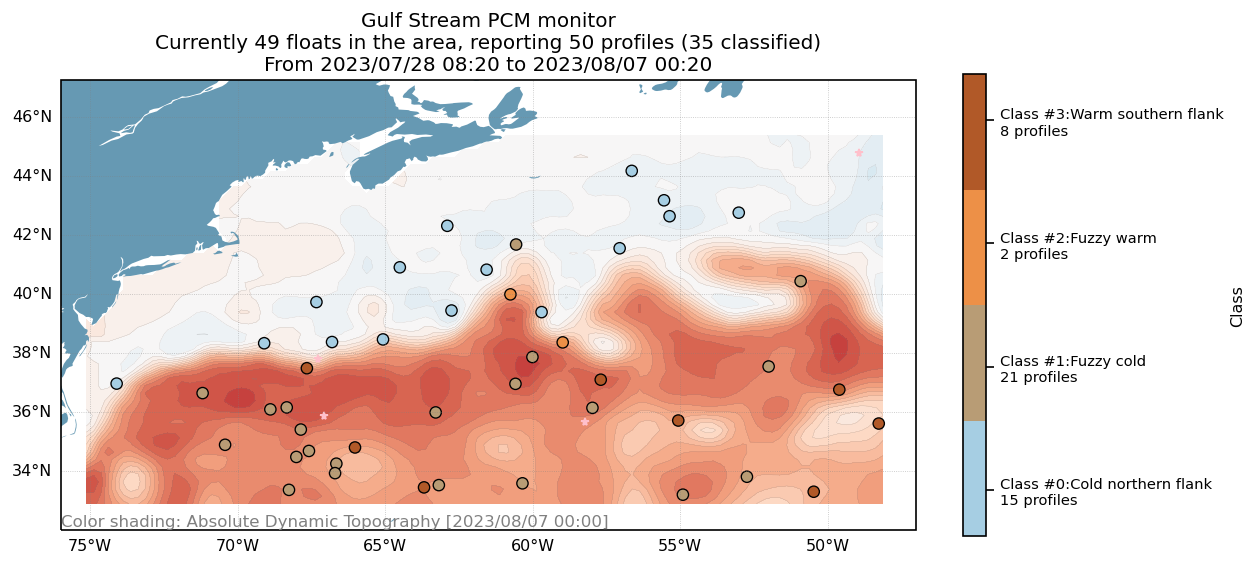 Gulf Stream PCM monitor
Currently 49 floats in the area, reporting 50 profiles (35 classified)
From 2023/07/28 08:20 to 2023/08/07 00:20
46°N
44°N
42°N
40°N
38°N
36°N
34°N
Color shading: Absolute Dynamic Topography [2023/08/07 00:00]
75°W
70°W
65°W
60°W
55°W
50°W
Class #3:Warm southern flank
8 profiles
Class #2:Fuzzy warm
2 profiles
Class #1:Fuzzy cold
21 profiles
Class #0:Cold northern flank
15 profiles
Class